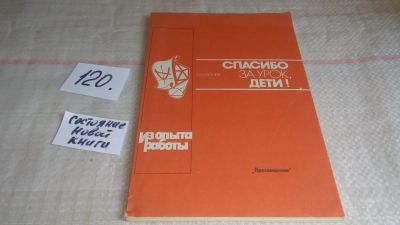 120.
состояние
новой
книги
СПАСИБО
ЗА УРОК,
ДЕТИ!
из опыта
работы
"Просвещение"